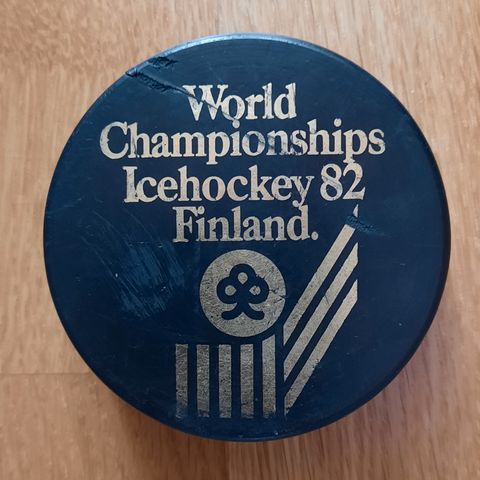 World
Championships
Icehockey 82
Finland.